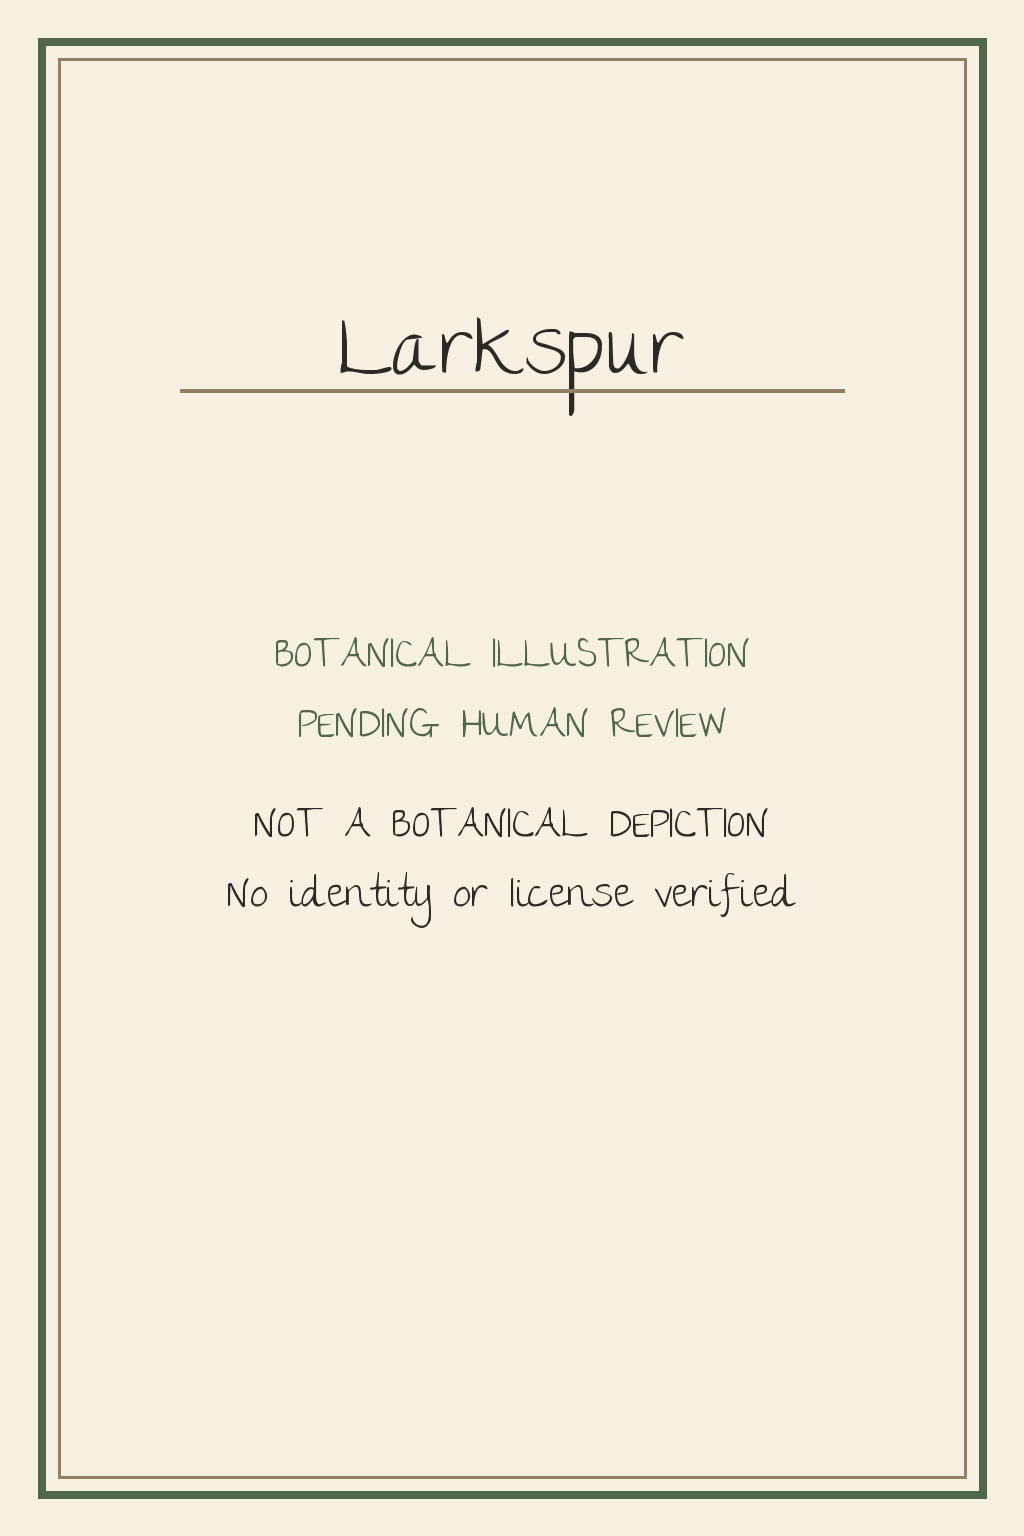 Larkspur
BOTANICAL ILLUSTRATION
PENDING HUMAN REVIEW
NOT A BOTANICAL DEPICTION
No identity or license verified